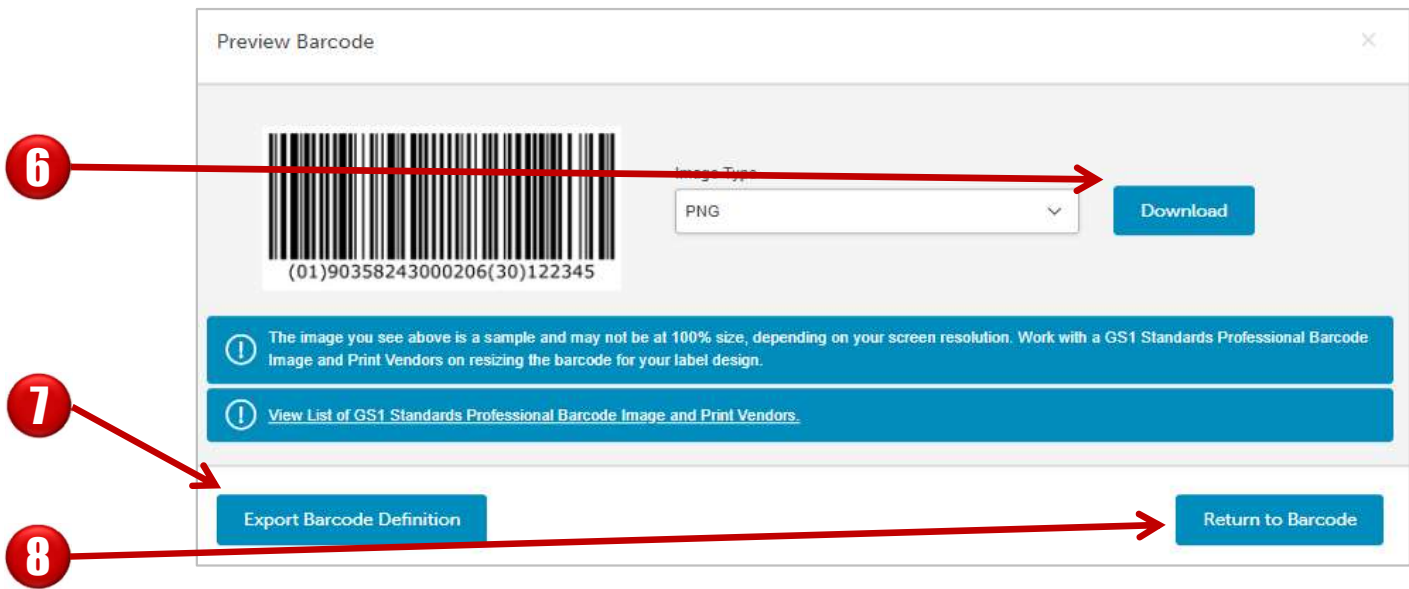 Preview Barcode
6
Image Type
PNG
Download
(01)90358243000206(30)122345
The image you see above is a sample and may not be at 100% size, depending on your screen resolution. Work with a GS1 Standards Professional Barcode
Image and Print Vendors on resizing the barcode for your label design.
7
View List of GS1 Standards Professional Barcode Image and Print Vendors.
Export Barcode Definition
Return to Barcode
8